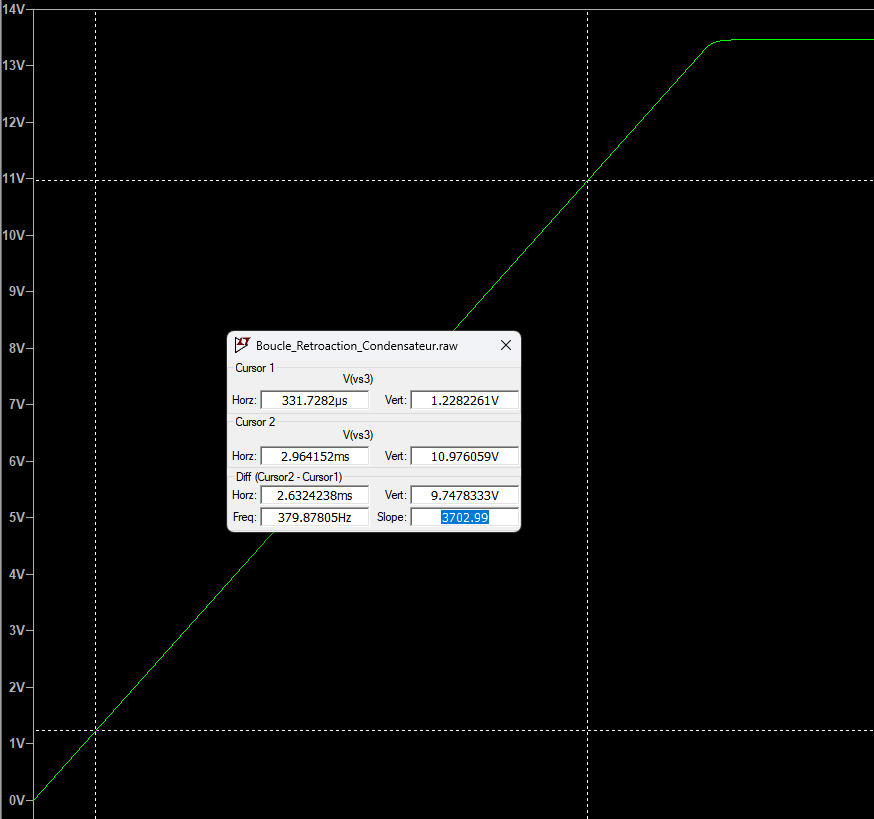 14V
13V
12V
11V
10V
9V
8V
7V
6V
5V
4V
3V
2V
1V
0V
Boucle_Retroaction_Condensateur.raw
Cursor 1
V(vs3)
Horz: 331.7282µs Vert: 1.2282261V
Cursor 2
V(vs3)
Horz: 2.964152ms Vert: 10.976059V
Diff (Cursor2 - Cursor1)
Horz: 2.6324238ms Vert: 9.7478333V
Freq: 379.87805Hz Slope: 3702.99